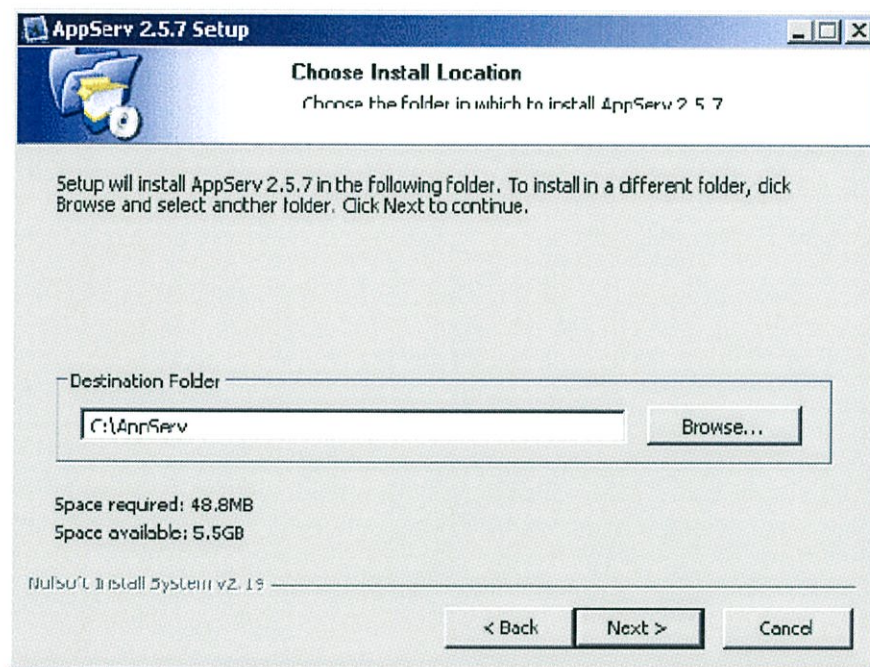 AppServ 2.5.7 Setup
Choose Install Location
Choose the folder in which to install AppServ 2.5.7
Setup will install AppServ 2.5.7 in the following folder. To install in a different folder, click
Browse and select another folder. Click Next to continue.
Destination Folder
C:\AppServ
Browse...
Space required: 48.8MB
Space available: 5.5GB
Nullsoft Install System v2.19
< Back
Next >
Cancel